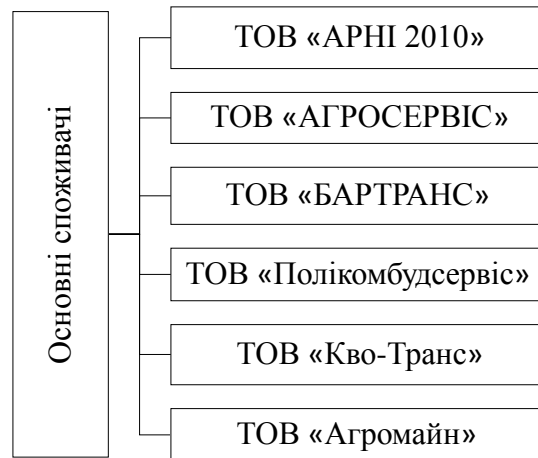 Основні споживачі
ТОВ «АРНІ 2010»
ТОВ «АГРОСЕРВІС»
ТОВ «БАРТРАНС»
ТОВ «Полікомбудсервіс»
ТОВ «Кво-Транс»
ТОВ «Агромайн»